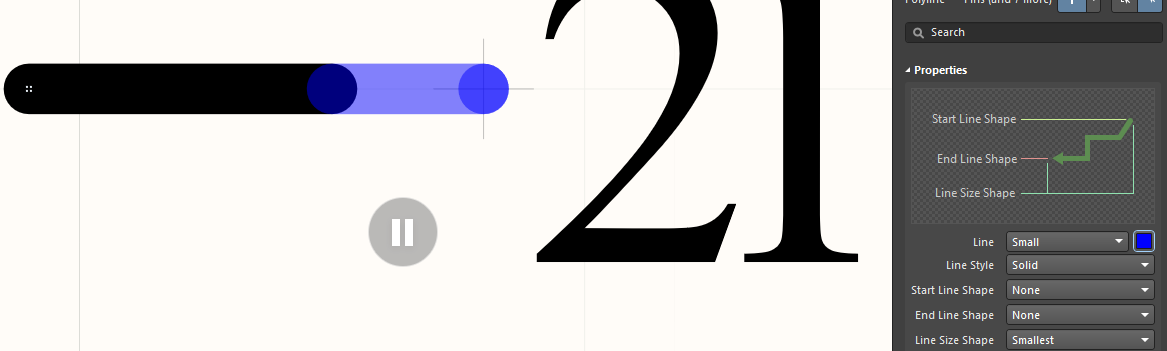 21
Polyline Pins (and 7 more)
Search
Properties
Start Line Shape
End Line Shape
Line Size Shape
Line Small
Line Style Solid
Start Line Shape None
End Line Shape None
Line Size Shape Smallest